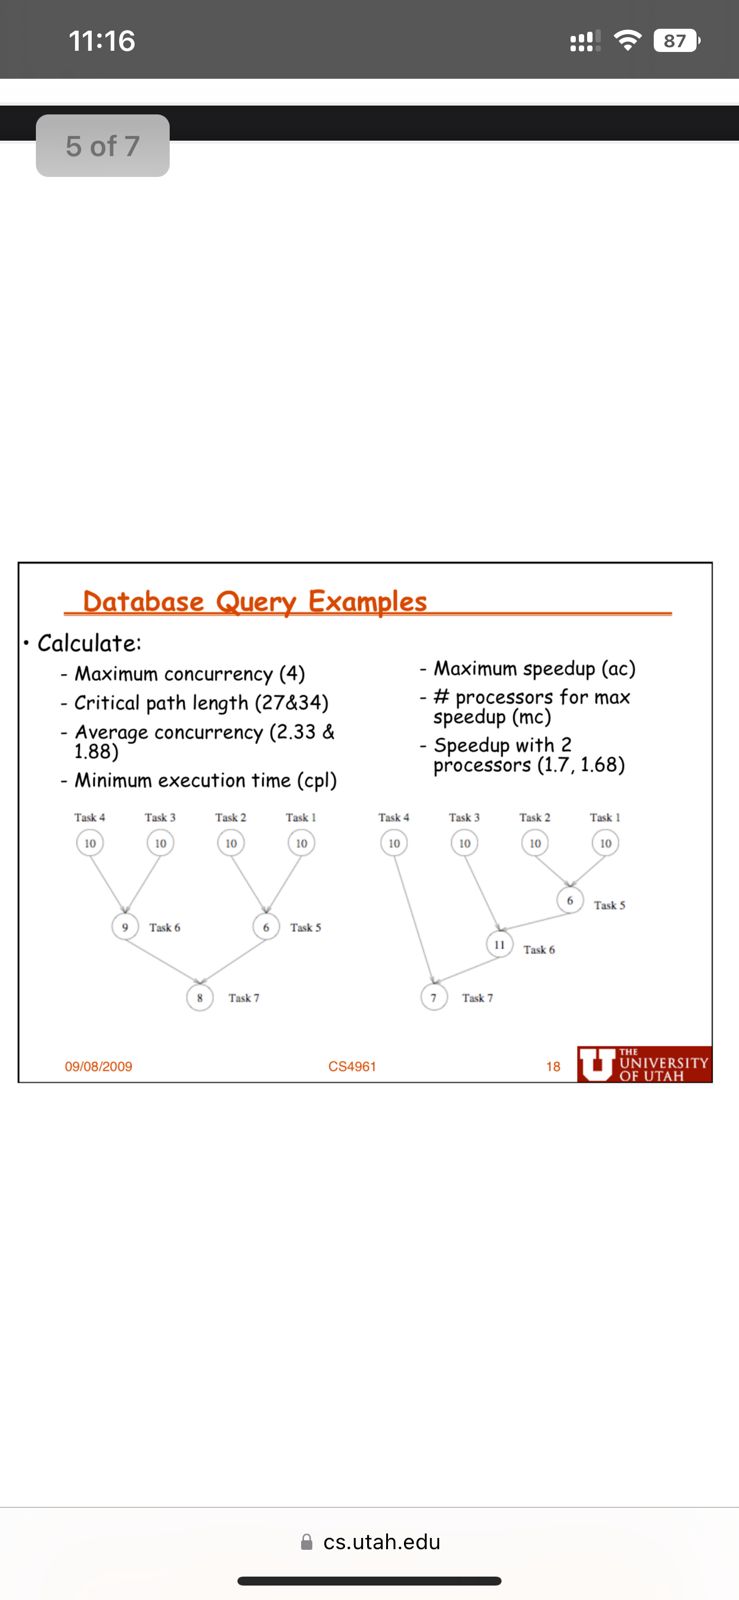 11:16
87
5 of 7
Database Query Examples
• Calculate:
- Maximum concurrency (4)
- Critical path length (27&34)
- Average concurrency (2.33 &
1.88)
- Minimum execution time (cpl)
- Maximum speedup (ac)
- # processors for max
speedup (mc)
- Speedup with 2
processors (1.7, 1.68)
Task 4 Task 3 Task 2 Task 1
10 10 10 10
9 Task 6 6 Task 5
8 Task 7
Task 4 Task 3 Task 2 Task 1
10 10 10 10
6 Task 5
11 Task 6
7 Task 7
09/08/2009 CS4961 18
U
THE
UNIVERSITY
OF UTAH
cs.utah.edu